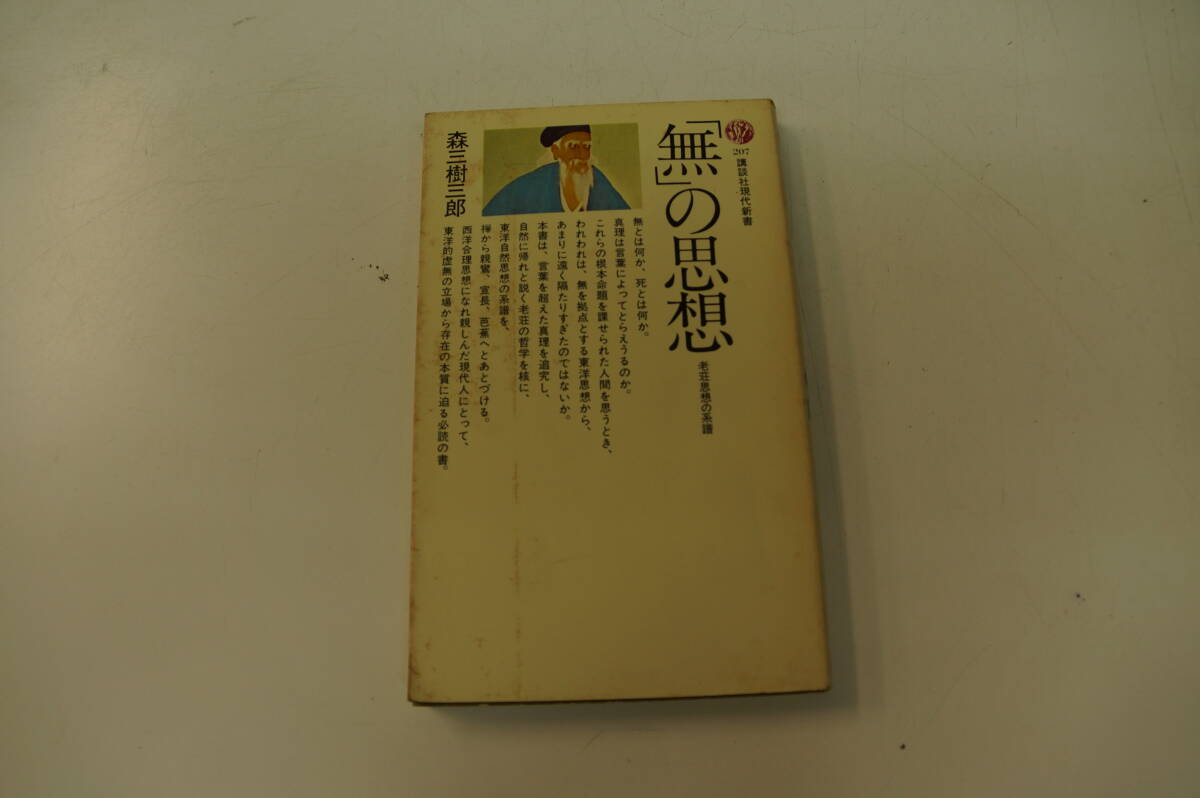 207
講談社現代新書
「無」の思想
老荘思想の系譜
無とは何か、死とは何か。
真理は言葉によってとらえうるのか。
これらの根本命題を課せられた人間を思うとき、
われわれは、無を拠点とする東洋思想から、
あまりに遠く隔たりすぎたのではないか。
本書は、言葉を超えた真理を追究し、
自然に帰れと説く老荘の哲学を核に、
東洋自然思想の系譜を、
禅から親鸞、宣長、芭蕉へとあとづける。
西洋合理思想になれ親しんだ現代人にとって、
東洋的虚無の立場から存在の本質に迫る必読の書。
森三樹三郎